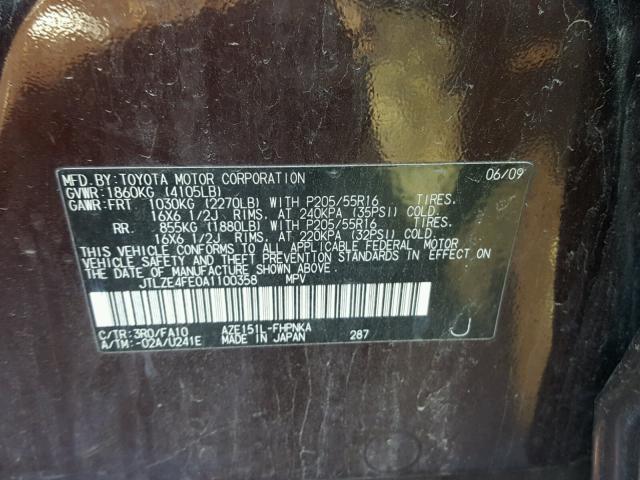 MFD.BY:TOYOTA MOTOR CORPORATION 06/09
GVWR:1860KG (4105LB)
GAWR:FRT 1030KG (2270LB) WITH P205/55R16 TIRES.
16X6 1/2J RIMS. AT 240KPA (35PSI) COLD.
RR. 855KG (1880LB) WITH P205/55R16 TIRES.
16X6 1/2J RIMS. AT 220KPA (32PSI) COLD.
THIS VEHICLE CONFORMS TO ALL APPLICABLE FEDERAL MOTOR
VEHICLE SAFETY AND THEFT PREVENTION STANDARDS IN EFFECT
ON THE DATE OF MANUFACTURE SHOWN ABOVE.
JTLZE4FE0A1100358 MPV
C/TR:3R0/FA10 AZE151L-FHPNKA
A/TM:-02A/U241E MADE IN JAPAN 287 J